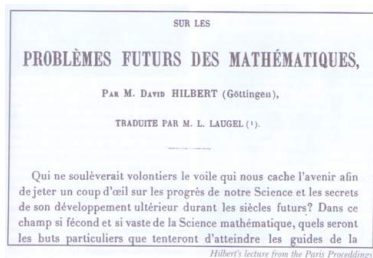 SUR LES
PROBLÈMES FUTURS DES MATHÉMATIQUES,
PAR M. DAVID HILBERT (Göttingen),
TRADUITE PAR M. L. LAUGEL (¹).
Qui ne soulèverait volontiers le voile qui nous cache l'avenir afin
de jeter un coup d'œil sur les progrès de notre Science et les secrets
de son développement ultérieur durant les siècles futurs? Dans ce
champ si fécond et si vaste de la Science mathématique, quels seront
les buts particuliers que tenteront d'atteindre les guides de la
Hilbert's lecture from the Paris Proceddings